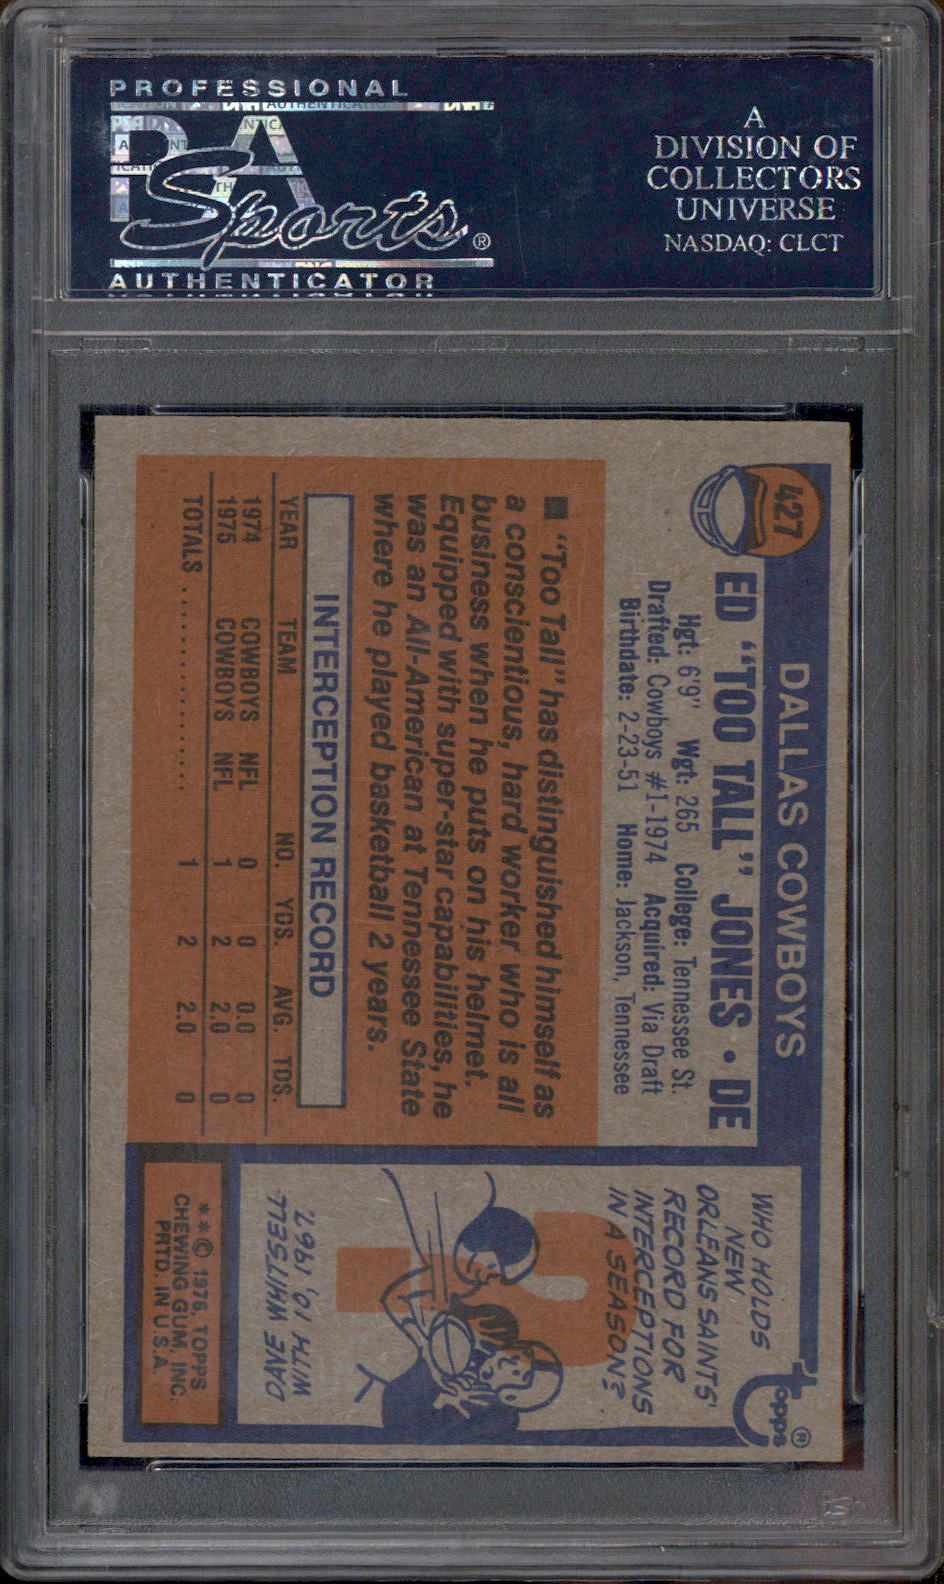 PROFESSIONAL
PSA
Sports®
AUTHENTICATOR
A
DIVISION OF
COLLECTORS
UNIVERSE
NASDAQ: CLCT
427
DALLAS COWBOYS
ED "TOO TALL" JONES • DE
Hgt: 6'9" Wgt: 265 College: Tennessee St.
Drafted: Cowboys #1-1974 Acquired: Via Draft
Birthdate: 2-23-51 Home: Jackson, Tennessee
■ "Too Tall" has distinguished himself as
a conscientious, hard worker who is all
business when he puts on his helmet.
Equipped with super-star capabilities, he
was an All-American at Tennessee State
where he played basketball 2 years.
INTERCEPTION RECORD
YEAR TEAM NO. YDS. AVG. TDS.
1974 COWBOYS NFL 0 0 0.0 0
1975 COWBOYS NFL 1 2 2.0 0
TOTALS .................... 1 2 2.0 0
topps®
WHO HOLDS
NEW
ORLEANS SAINTS'
RECORD FOR
INTERCEPTIONS
IN A SEASON?
DAVE WHITSELL
WITH 10, 1967.
**© 1976, TOPPS
CHEWING GUM, INC.
PRTD. IN U.S.A.